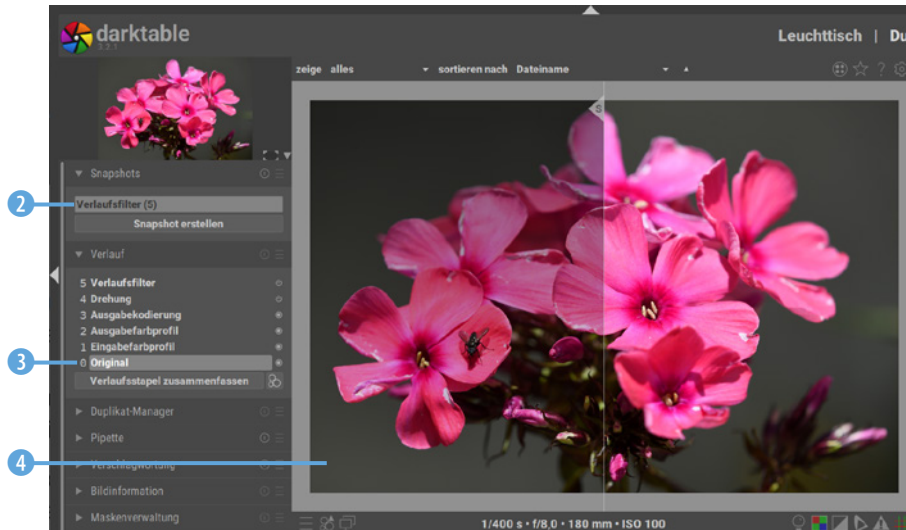 darktable
3.2.1
Leuchttisch | Du
zeige alles sortieren nach Dateiname
S
Snapshots
2
Verlaufsfilter (5)
Snapshot erstellen
Verlauf
5 Verlaufsfilter
4 Drehung
3 Ausgabekodierung
2 Ausgabefarbprofil
1 Eingabefarbprofil
3
0 Original
Verlaufsstapel zusammenfassen
Duplikat-Manager
Pipette
4
Verschlagwortung
Bildinformation
Maskenverwaltung
1/400 s • f/8,0 • 180 mm • ISO 100